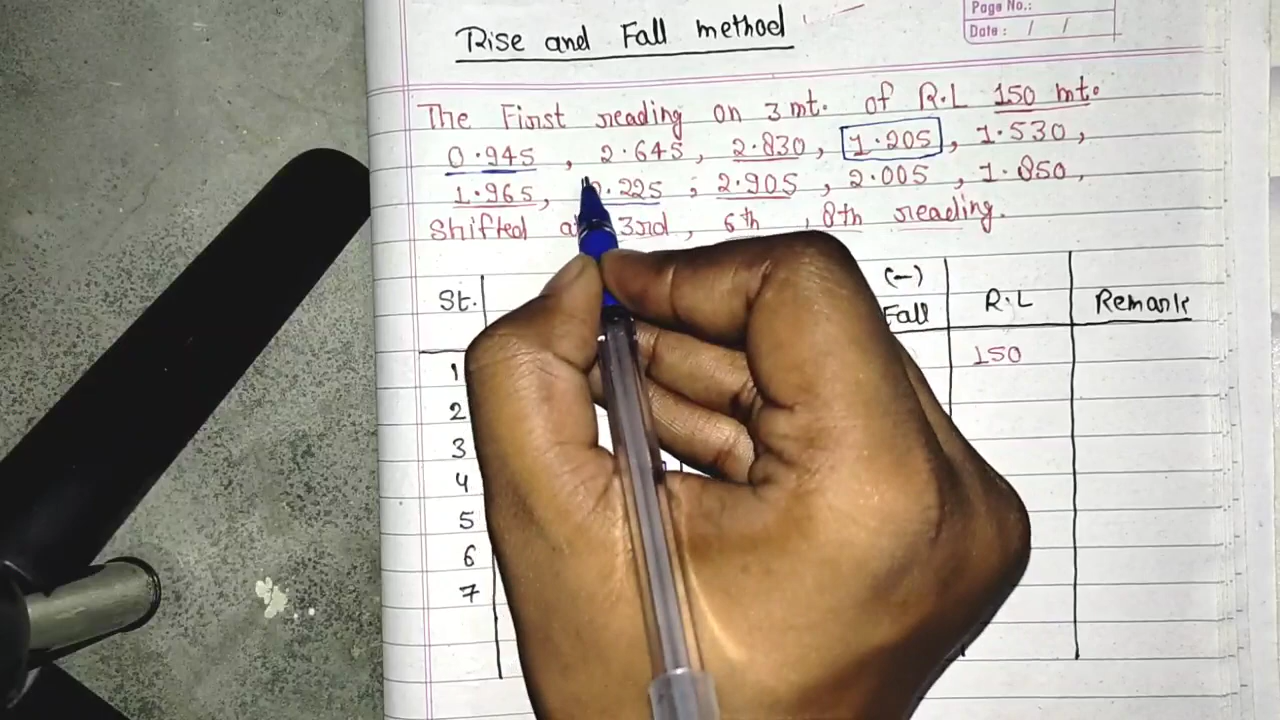 Page No.:
Date : / /
Rise and Fall method
The First reading on 3 mt. of R.L 150 mt.
0.945 , 2.645 , 2.830 , 1.205 , 1.530 ,
1.965 , .225 , 2.905 , 2.005 , 1.850 ,
Shifted 3rd , 6th , 8th reading.
St. (-) Fall R.L Remark
1 150
2
3
4
5
6
7